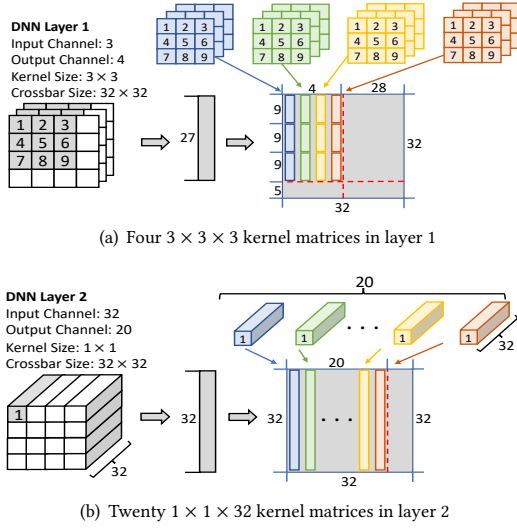 DNN Layer 1
Input Channel: 3
Output Channel: 4
Kernel Size: 3 × 3
Crossbar Size: 32 × 32
1 2 3
4 5 6
7 8 9
1 2 3
4 5 6
7 8 9
1 2 3
4 5 6
7 8 9
1 2 3
4 5 6
7 8 9
1 2 3
4 5 6
7 8 9
27
4
28
9
9
9
5
32
32
(a) Four 3 × 3 × 3 kernel matrices in layer 1
DNN Layer 2
Input Channel: 32
Output Channel: 20
Kernel Size: 1 × 1
Crossbar Size: 32 × 32
20
1
1
. . .
1
1
32
1
32
32
20
32
. . .
32
32
(b) Twenty 1 × 1 × 32 kernel matrices in layer 2